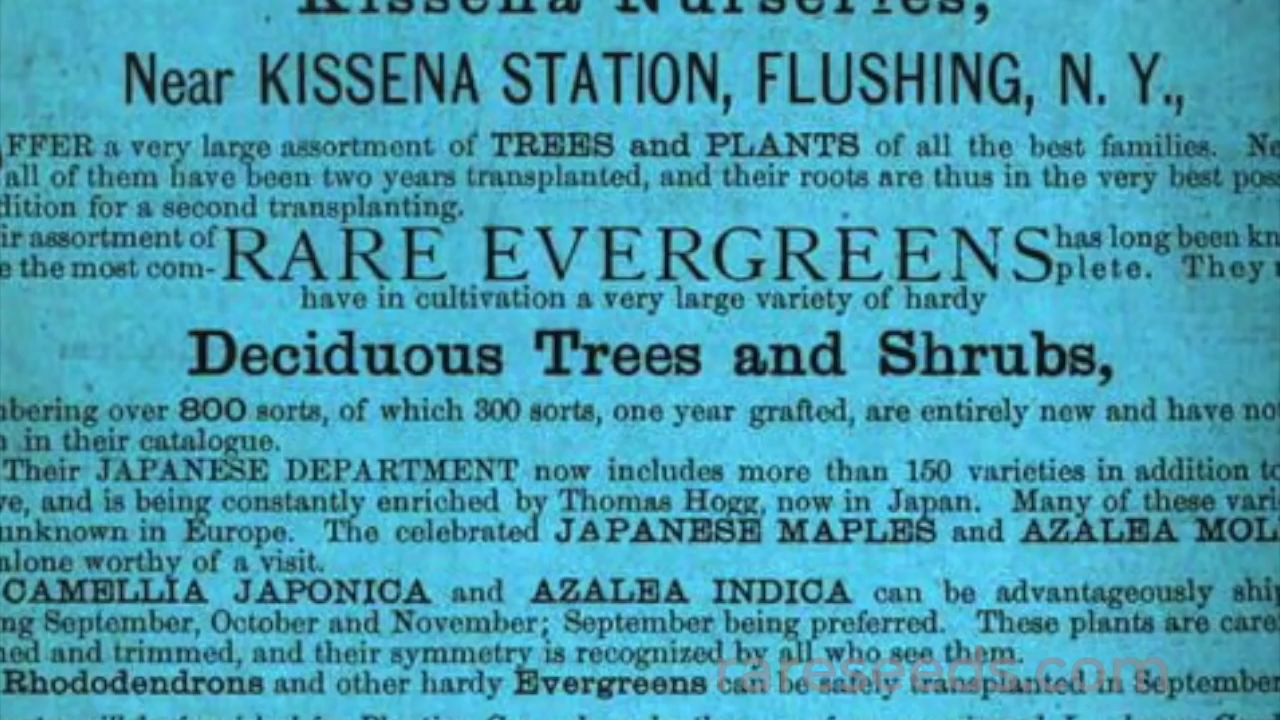 Kissena Nurseries,
Near KISSENA STATION, FLUSHING, N. Y.,
FFER a very large assortment of TREES and PLANTS of all the best families. Ne
all of them have been two years transplanted, and their roots are thus in the very best pos
dition for a second transplanting.
ir assortment of RARE EVERGREENS has long been kn
e the most com- plete. They
have in cultivation a very large variety of hardy
Deciduous Trees and Shrubs,
bering over 800 sorts, of which 300 sorts, one year grafted, are entirely new and have no
in their catalogue.
Their JAPANESE DEPARTMENT now includes more than 150 varieties in addition to
ve, and is being constantly enriched by Thomas Hogg, now in Japan. Many of these vari
unknown in Europe. The celebrated JAPANESE MAPLES and AZALEA MOL
alone worthy of a visit.
CAMELLIA JAPONICA and AZALEA INDICA can be advantageously ship
ng September, October and November; September being preferred. These plants are care
ned and trimmed, and their symmetry is recognized by all who see them.
Rhododendrons and other hardy Evergreens can be safely transplanted in September
rareseeds.com